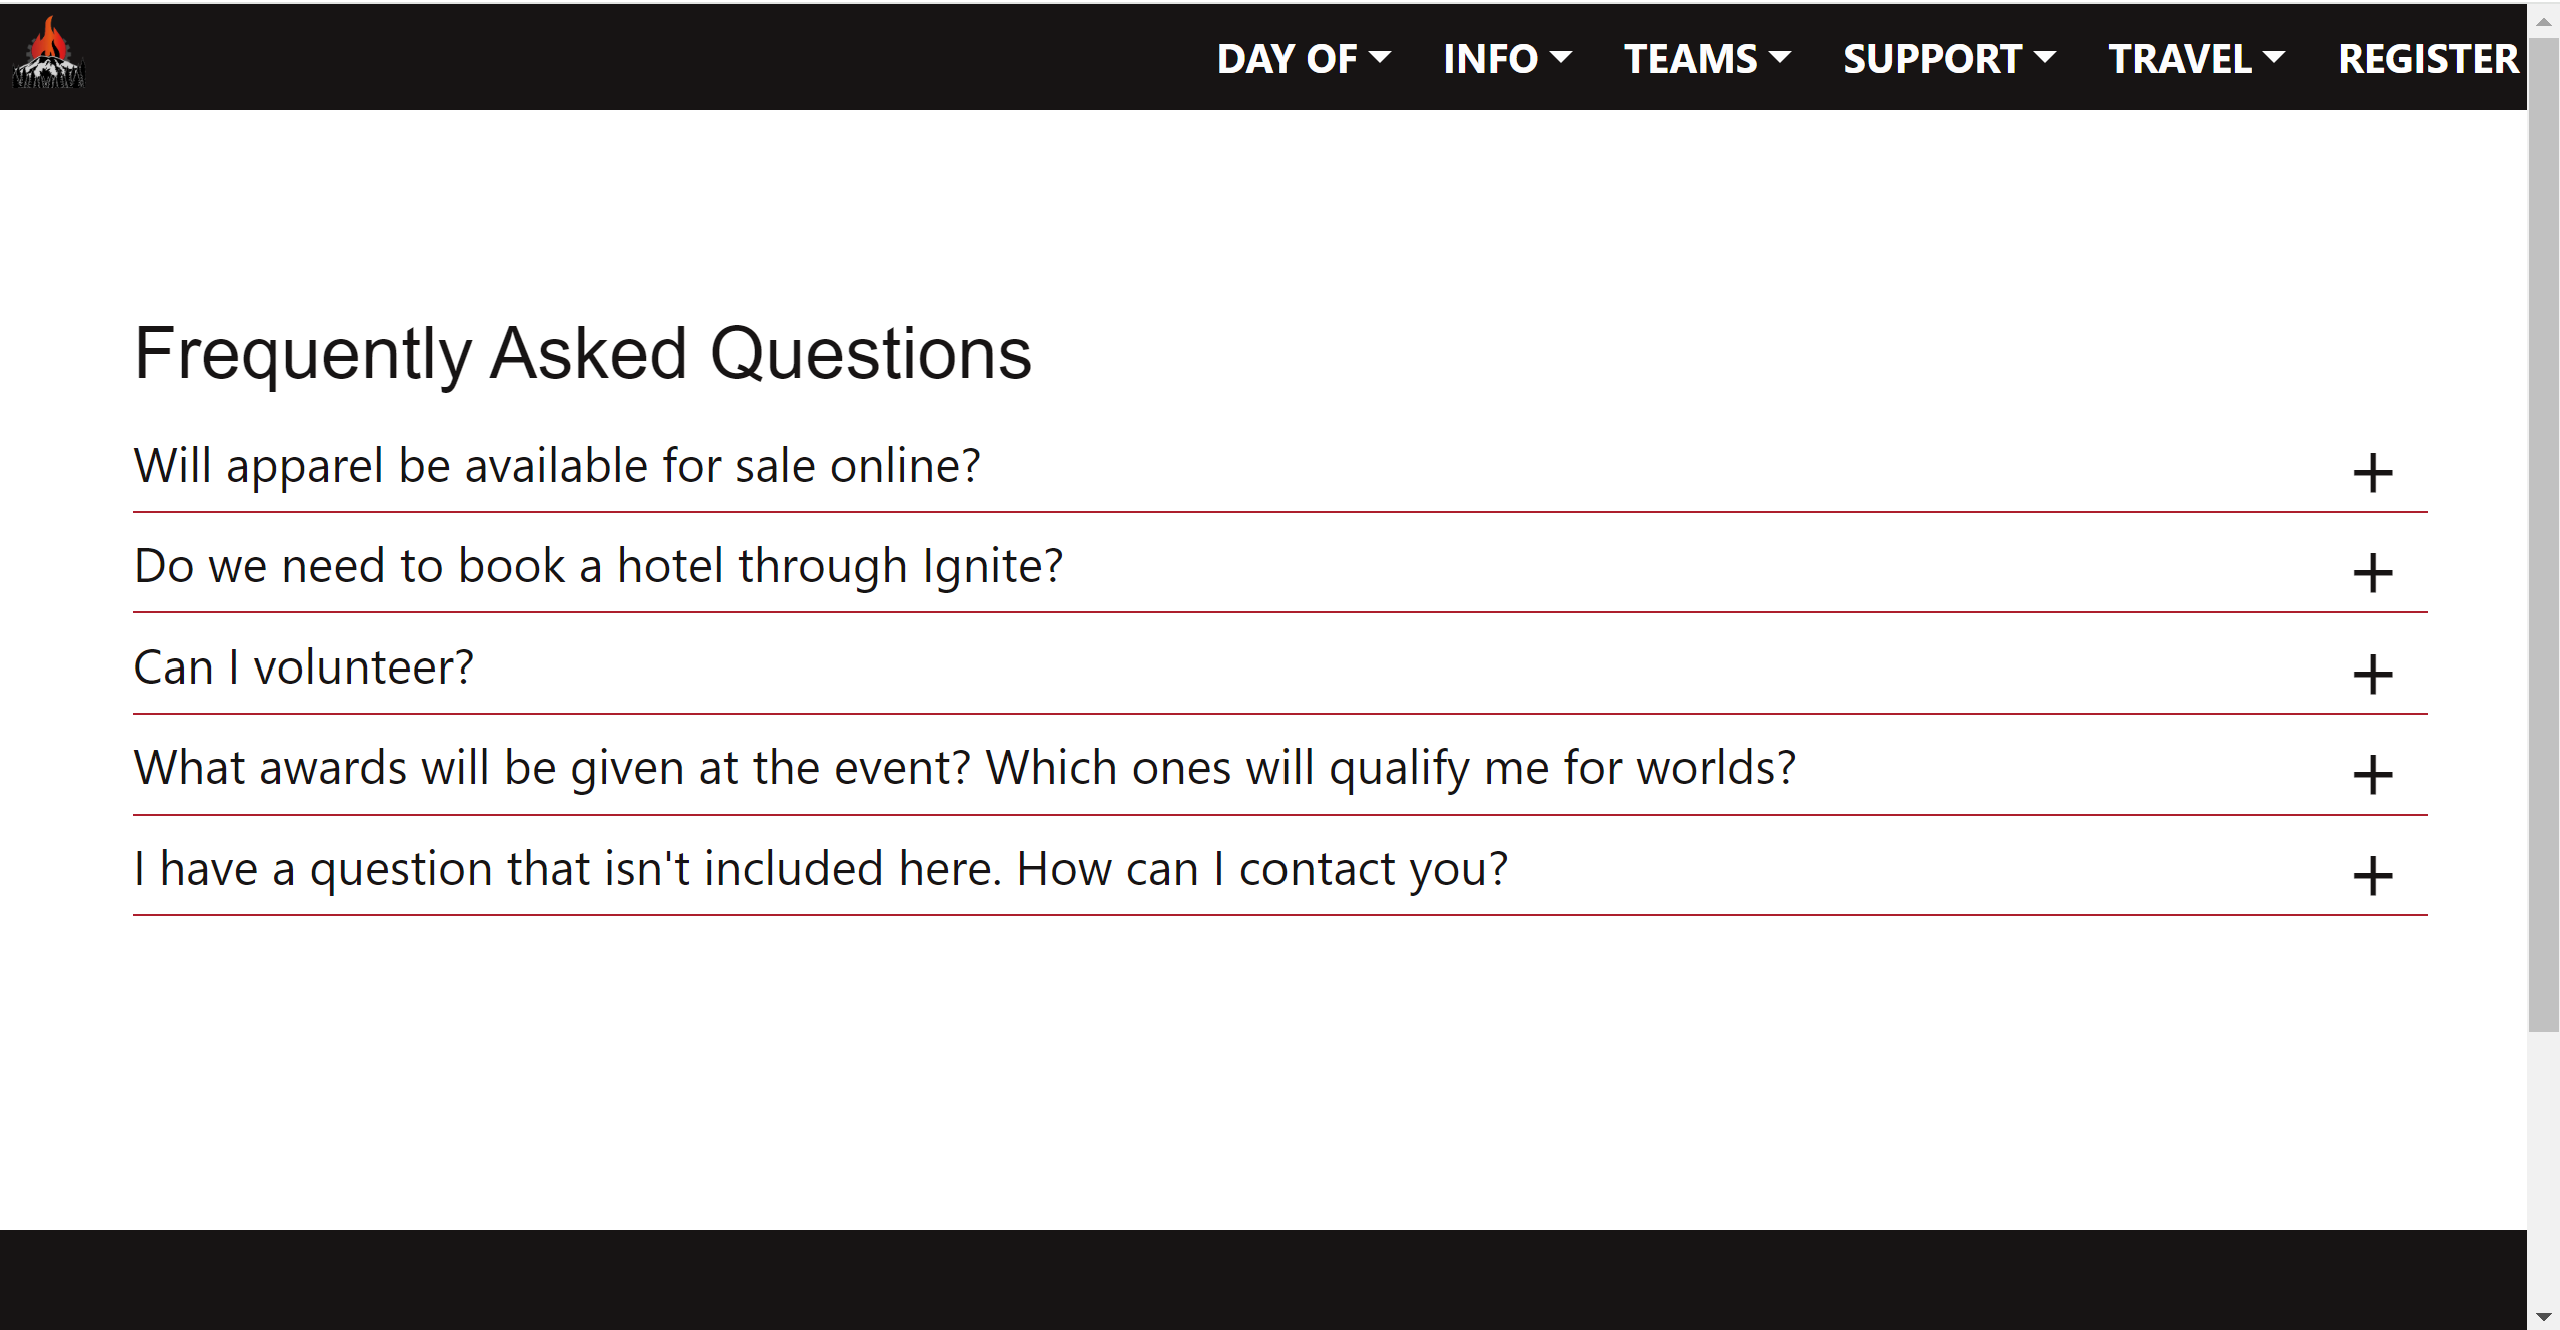 DAY OF INFO TEAMS SUPPORT TRAVEL REGISTER
Frequently Asked Questions
Will apparel be available for sale online?
Do we need to book a hotel through Ignite?
Can I volunteer?
What awards will be given at the event? Which ones will qualify me for worlds?
I have a question that isn't included here. How can I contact you?